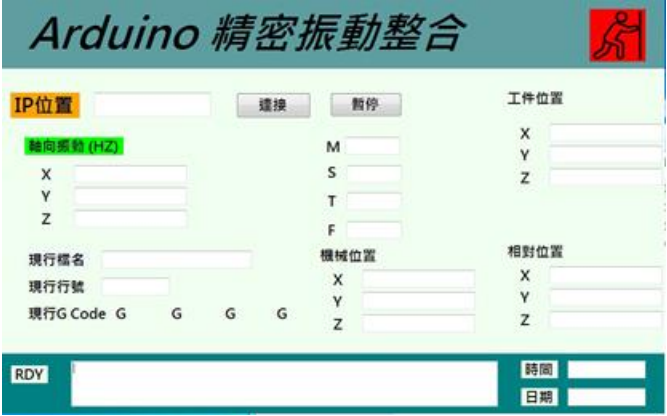 Arduino 精密振動整合
IP位置 連接 暫停
軸向振動 (HZ)
X
Y
Z
M
S
T
F
工件位置
X
Y
Z
現行檔名
現行行號
現行G Code G G G G
機械位置
X
Y
Z
相對位置
X
Y
Z
RDY
時間
日期